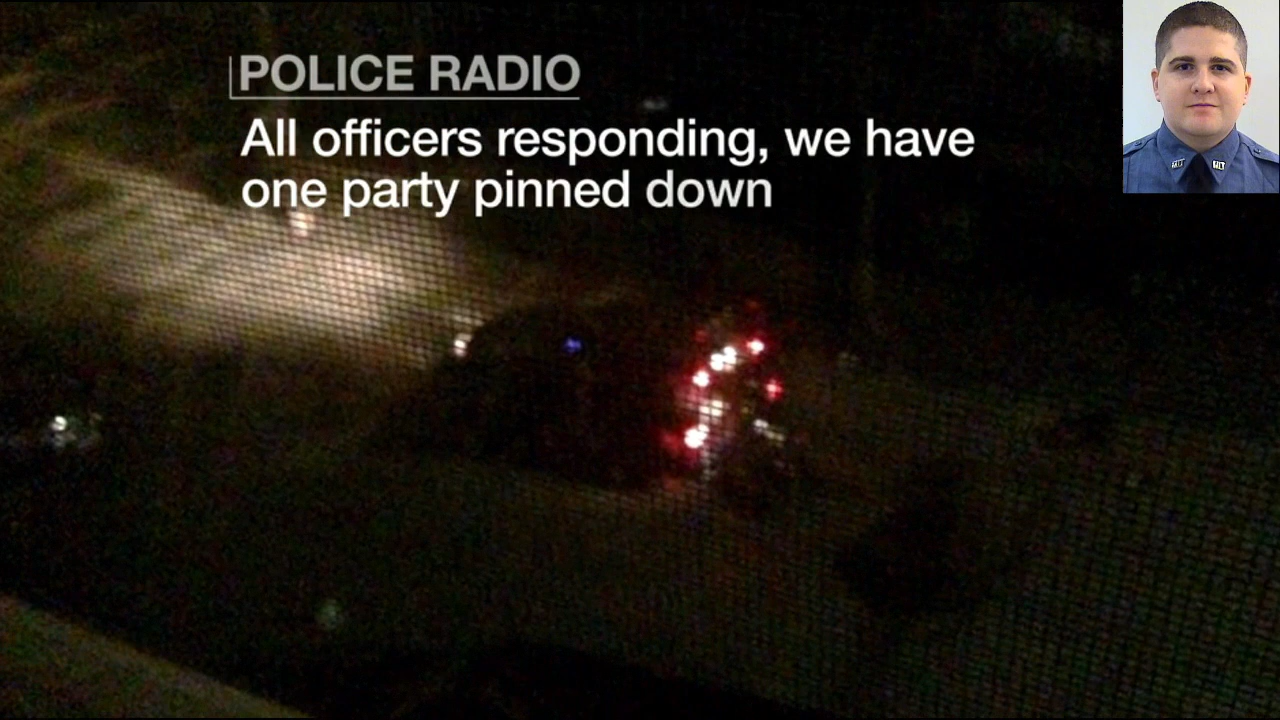 POLICE RADIO
All officers responding, we have
one party pinned down